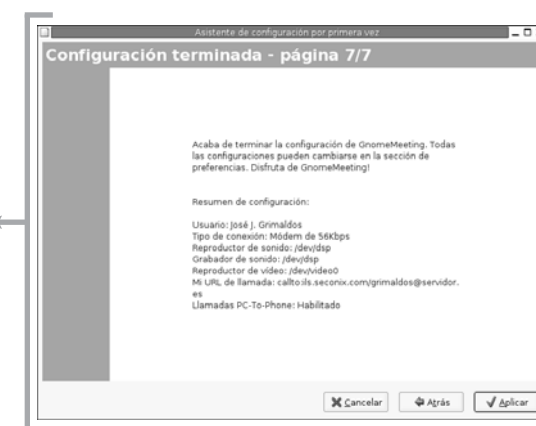 Asistente de configuración por primera vez
Configuración terminada - página 7/7
Acaba de terminar la configuración de GnomeMeeting. Todas
las configuraciones pueden cambiarse en la sección de
preferencias. Disfruta de GnomeMeeting!
Resumen de configuración:
Usuario: José J. Grimaldos
Tipo de conexión: Módem de 56Kbps
Reproductor de sonido: /dev/dsp
Grabador de sonido: /dev/dsp
Reproductor de vídeo: /dev/video0
Mi URL de llamada: callto:ils.seconix.com/grimaldos@servidor.
es
Llamadas PC-To-Phone: Habilitado
Cancelar
Atrás
Aplicar